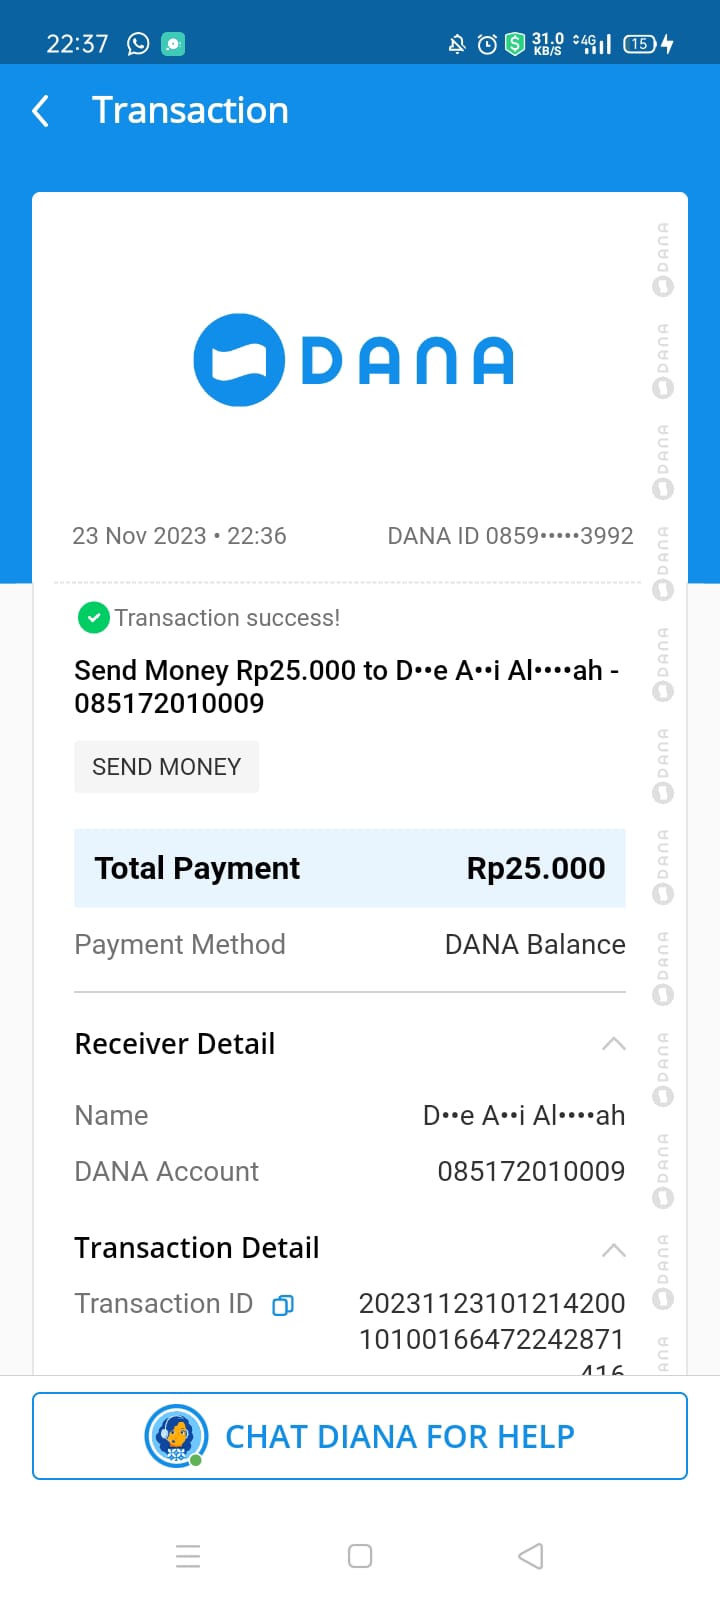 22:37 31.0 KB/S 4G 15
Transaction
DANA
23 Nov 2023 • 22:36 DANA ID 0859•••••3992
Transaction success!
Send Money Rp25.000 to D••e A••i Al••••ah -
085172010009
SEND MONEY
Total Payment Rp25.000
Payment Method DANA Balance
Receiver Detail
Name D••e A••i Al••••ah
DANA Account 085172010009
Transaction Detail
Transaction ID 20231123101214200
10100166472242871
416
CHAT DIANA FOR HELP
DANA
DANA
DANA
DANA
DANA
DANA
DANA
DANA
DANA
DANA
DANA
ANA